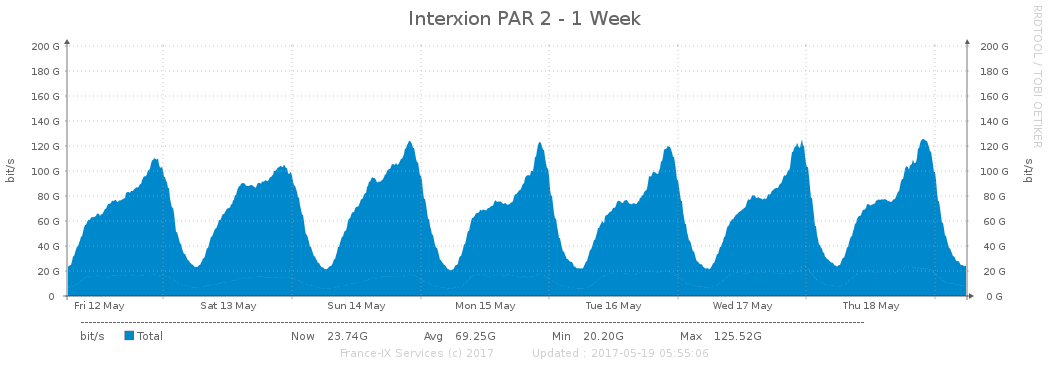 Interxion PAR 2 - 1 Week
RRDTOOL / TOBI OETIKER
200 G 200 G
180 G 180 G
160 G 160 G
140 G 140 G
120 G 120 G
100 G 100 G
80 G 80 G
60 G 60 G
40 G 40 G
20 G 20 G
0 0 G
bit/s bit/s
Fri 12 May Sat 13 May Sun 14 May Mon 15 May Tue 16 May Wed 17 May Thu 18 May
bit/s Total Now 23.74G Avg 69.25G Min 20.20G Max 125.52G
France-IX Services (c) 2017 Updated : 2017-05-19 05:55:06